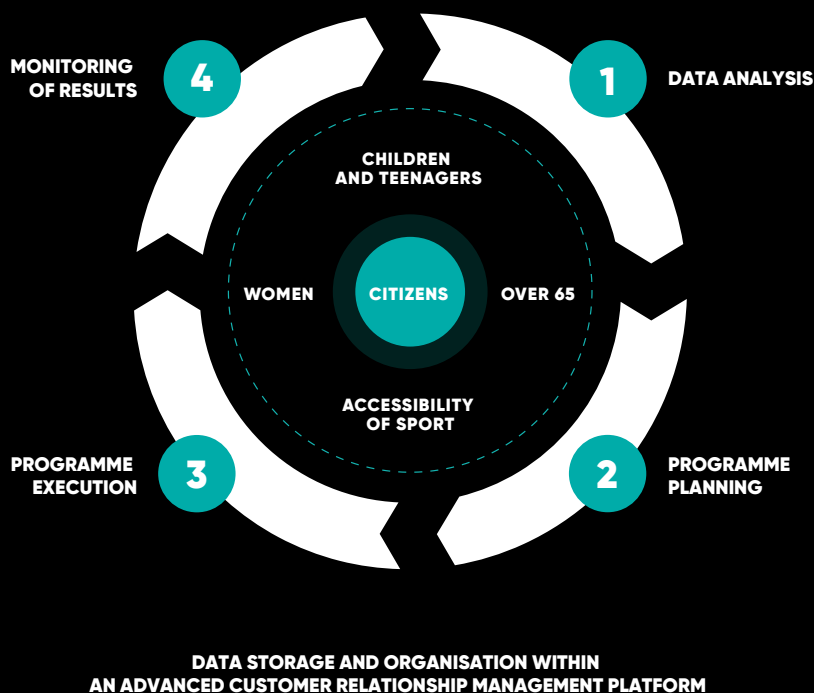 MONITORING
OF RESULTS
4
1
DATA ANALYSIS
CHILDREN
AND TEENAGERS
WOMEN
CITIZENS
OVER 65
ACCESSIBILITY
OF SPORT
PROGRAMME
EXECUTION
3
2
PROGRAMME
PLANNING
DATA STORAGE AND ORGANISATION WITHIN
AN ADVANCED CUSTOMER RELATIONSHIP MANAGEMENT PLATFORM